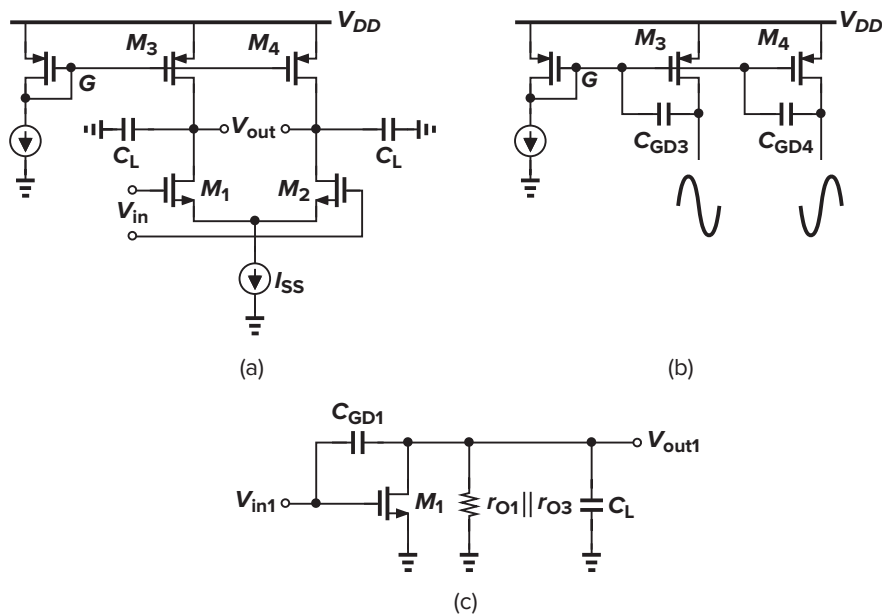 V_DD
M_3
M_4
G
V_out
C_L
C_L
M_1
M_2
V_in
I_SS
(a)
V_DD
M_3
M_4
G
C_GD3
C_GD4
(b)
C_GD1
V_out1
V_in1
M_1
r_O1||r_O3
C_L
(c)